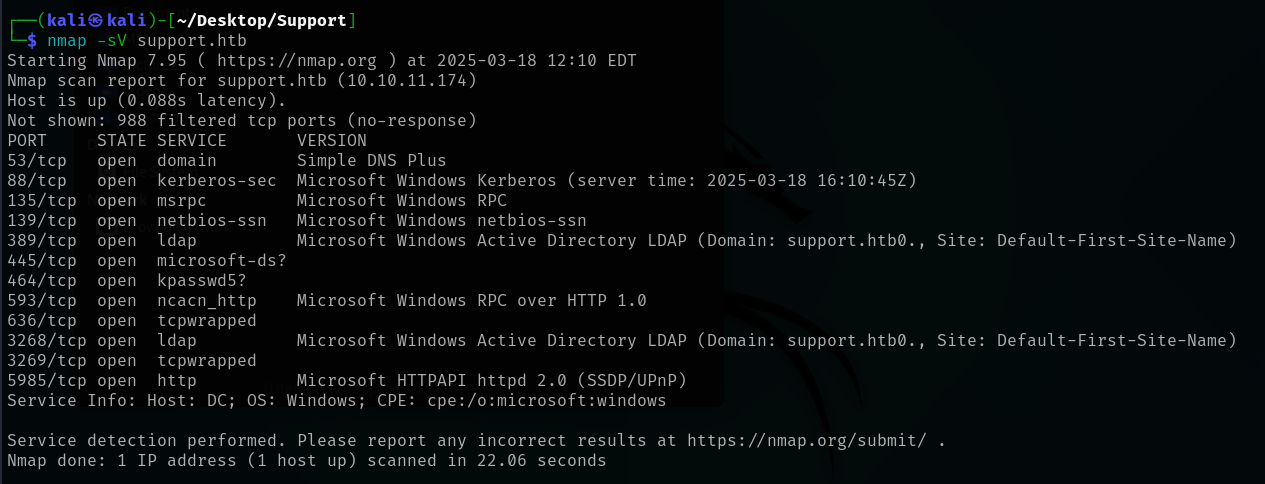 ┌──(kali㉿kali)-[~/Desktop/Support]
└─$ nmap -sV support.htb
Starting Nmap 7.95 ( https://nmap.org ) at 2025-03-18 12:10 EDT
Nmap scan report for support.htb (10.10.11.174)
Host is up (0.088s latency).
Not shown: 988 filtered tcp ports (no-response)
PORT     STATE SERVICE       VERSION
53/tcp   open  domain        Simple DNS Plus
88/tcp   open  kerberos-sec  Microsoft Windows Kerberos (server time: 2025-03-18 16:10:45Z)
135/tcp  open  msrpc         Microsoft Windows RPC
139/tcp  open  netbios-ssn   Microsoft Windows netbios-ssn
389/tcp  open  ldap          Microsoft Windows Active Directory LDAP (Domain: support.htb0., Site: Default-First-Site-Name)
445/tcp  open  microsoft-ds?
464/tcp  open  kpasswd5?
593/tcp  open  ncacn_http    Microsoft Windows RPC over HTTP 1.0
636/tcp  open  tcpwrapped
3268/tcp open  ldap          Microsoft Windows Active Directory LDAP (Domain: support.htb0., Site: Default-First-Site-Name)
3269/tcp open  tcpwrapped
5985/tcp open  http          Microsoft HTTPAPI httpd 2.0 (SSDP/UPnP)
Service Info: Host: DC; OS: Windows; CPE: cpe:/o:microsoft:windows
Service detection performed. Please report any incorrect results at https://nmap.org/submit/ .
Nmap done: 1 IP address (1 host up) scanned in 22.06 seconds